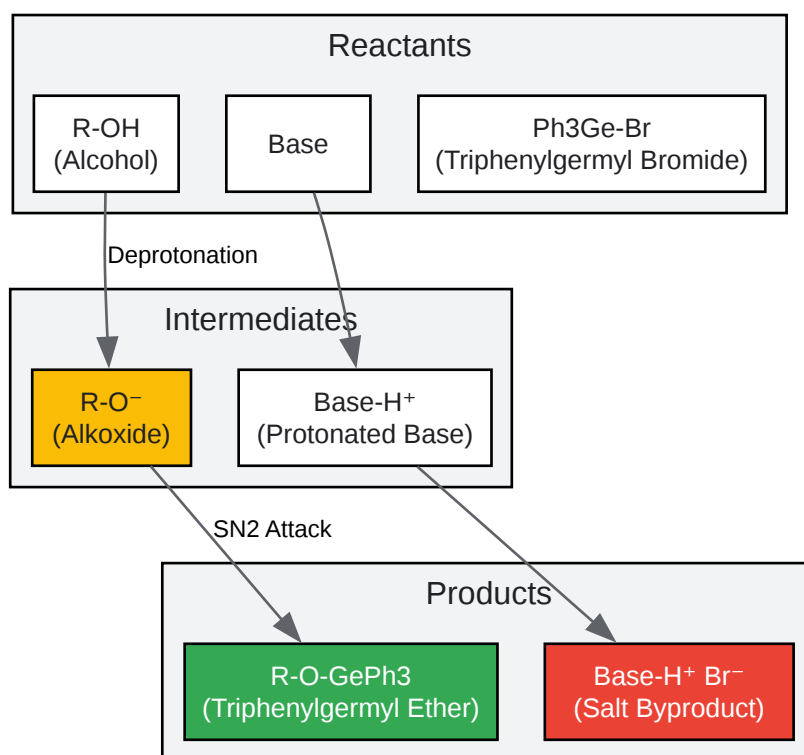 Reactants
R-OH
(Alcohol)
Base
Ph3Ge-Br
(Triphenylgermyl Bromide)
Deprotonation
Intermediates
R-O⁻
(Alkoxide)
Base-H⁺
(Protonated Base)
SN2 Attack
Products
R-O-GePh3
(Triphenylgermyl Ether)
Base-H⁺ Br⁻
(Salt Byproduct)